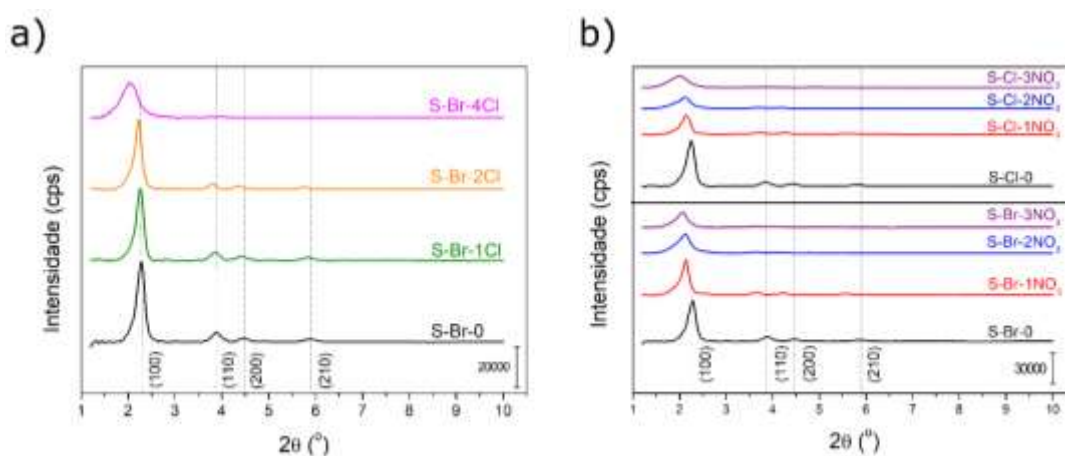 a)
S-Br-4Cl
S-Br-2Cl
S-Br-1Cl
S-Br-0
Intensidade (cps)
(100)
(110)
(200)
(210)
20000
1 2 3 4 5 6 7 8 9 10
2θ (°)
b)
S-Cl-3NO3
S-Cl-2NO3
S-Cl-1NO3
S-Cl-0
S-Br-3NO3
S-Br-2NO3
S-Br-1NO3
S-Br-0
Intensidade (cps)
(100)
(110)
(200)
(210)
30000
1 2 3 4 5 6 7 8 9 10
2θ (°)